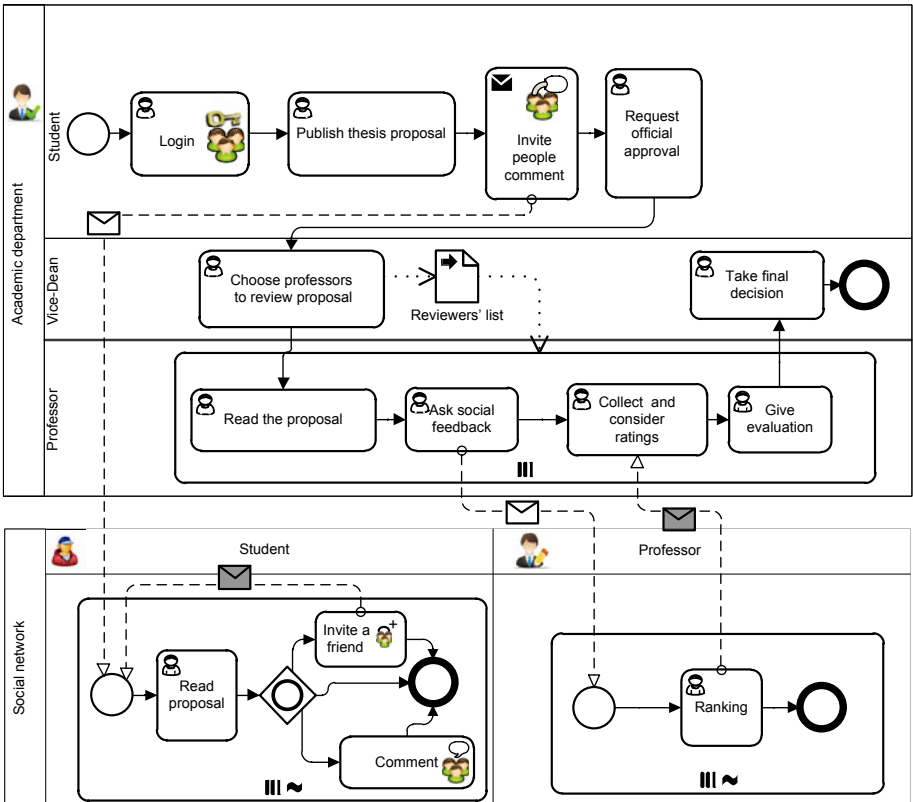 Academic department
Student
Login
Publish thesis proposal
Invite
people
comment
Request
official
approval
Vice-Dean
Choose professors
to review proposal
Reviewers' list
Take final
decision
Professor
Read the proposal
Ask social
feedback
Collect and
consider
ratings
Give
evaluation
Social network
Student
Professor
Invite a
friend
Read
proposal
Comment
Ranking